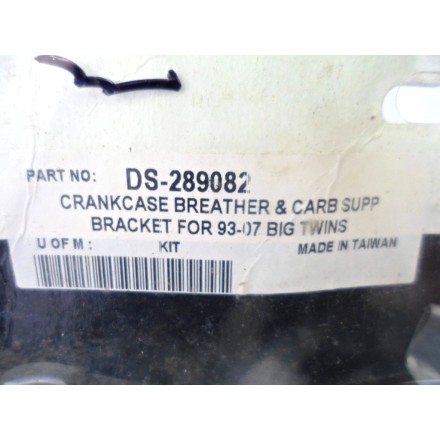 PART NO: DS-289082
CRANKCASE BREATHER & CARB SUPP
BRACKET FOR 93-07 BIG TWINS
U OF M: KIT MADE IN TAIWAN